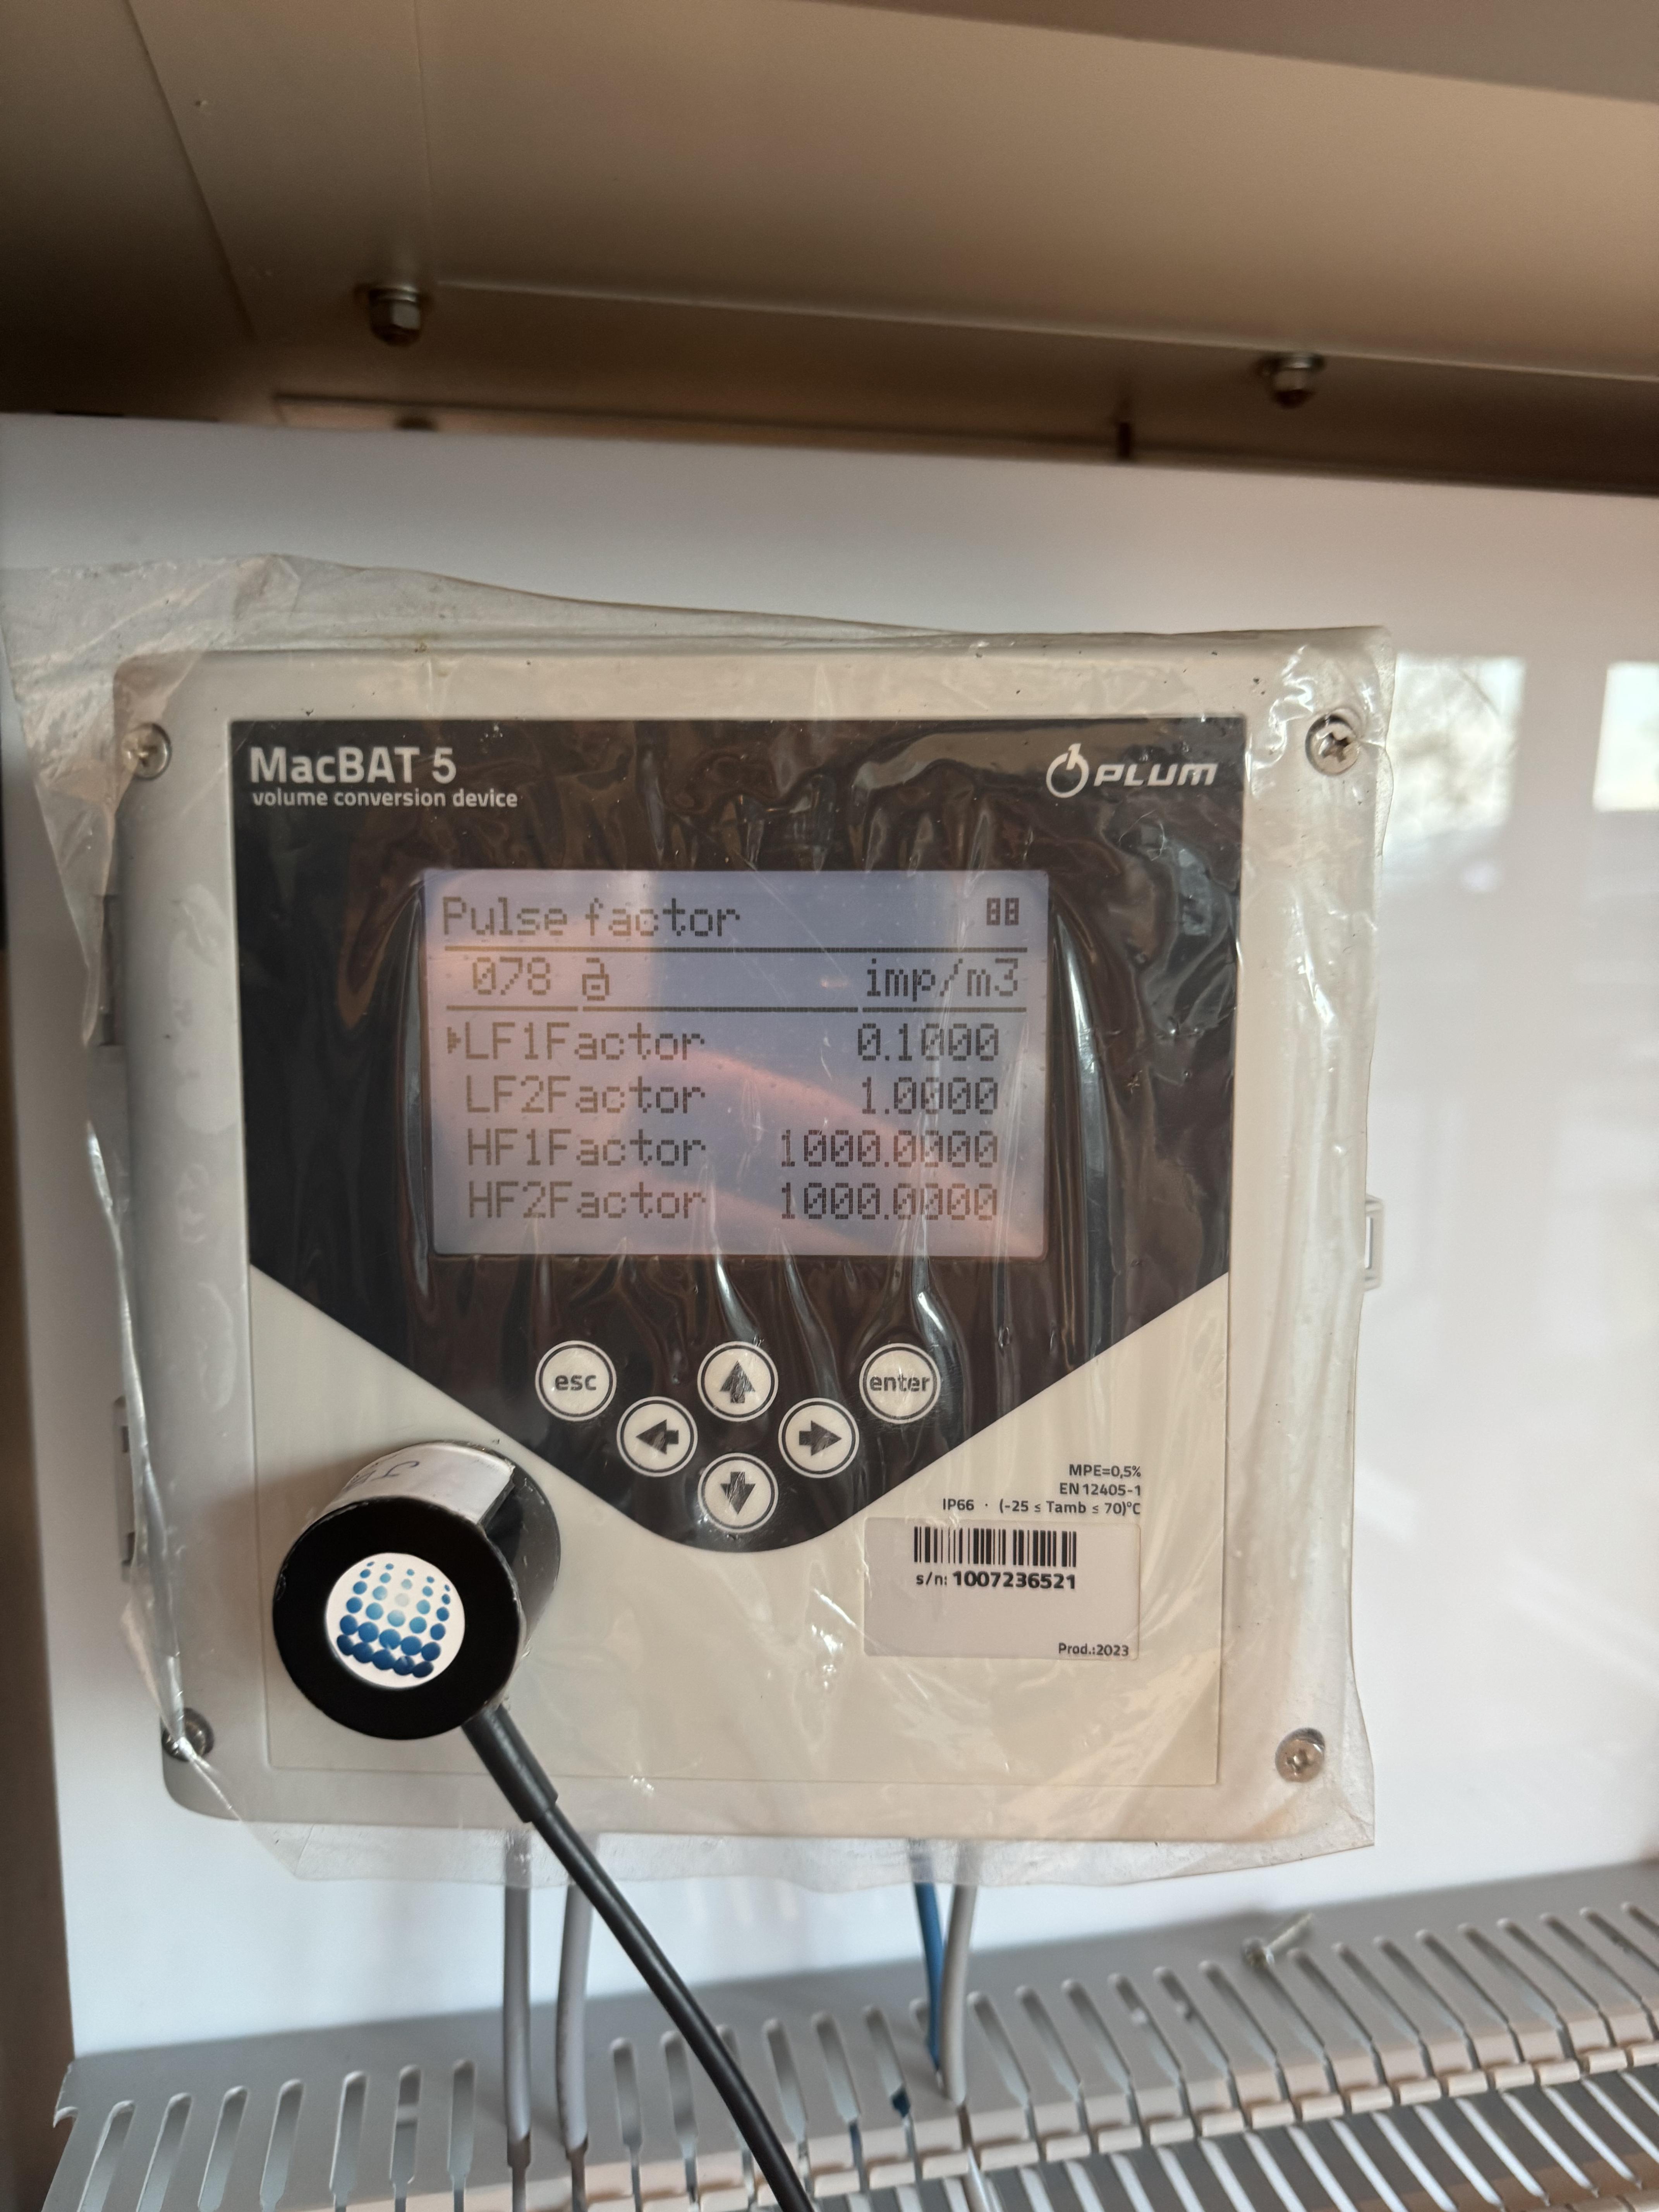 MacBAT 5
volume conversion device
PLUM
Pulse factor
078 imp/m3
LF1Factor 0.1000
LF2Factor 1.0000
HF1Factor 1000.0000
HF2Factor 1000.0000
esc
enter
MPE=0,5%
EN 12405-1
IP66 · (-25 ≤ Tamb ≤ 70)°C
s/n: 1007236521
Prod.:2023